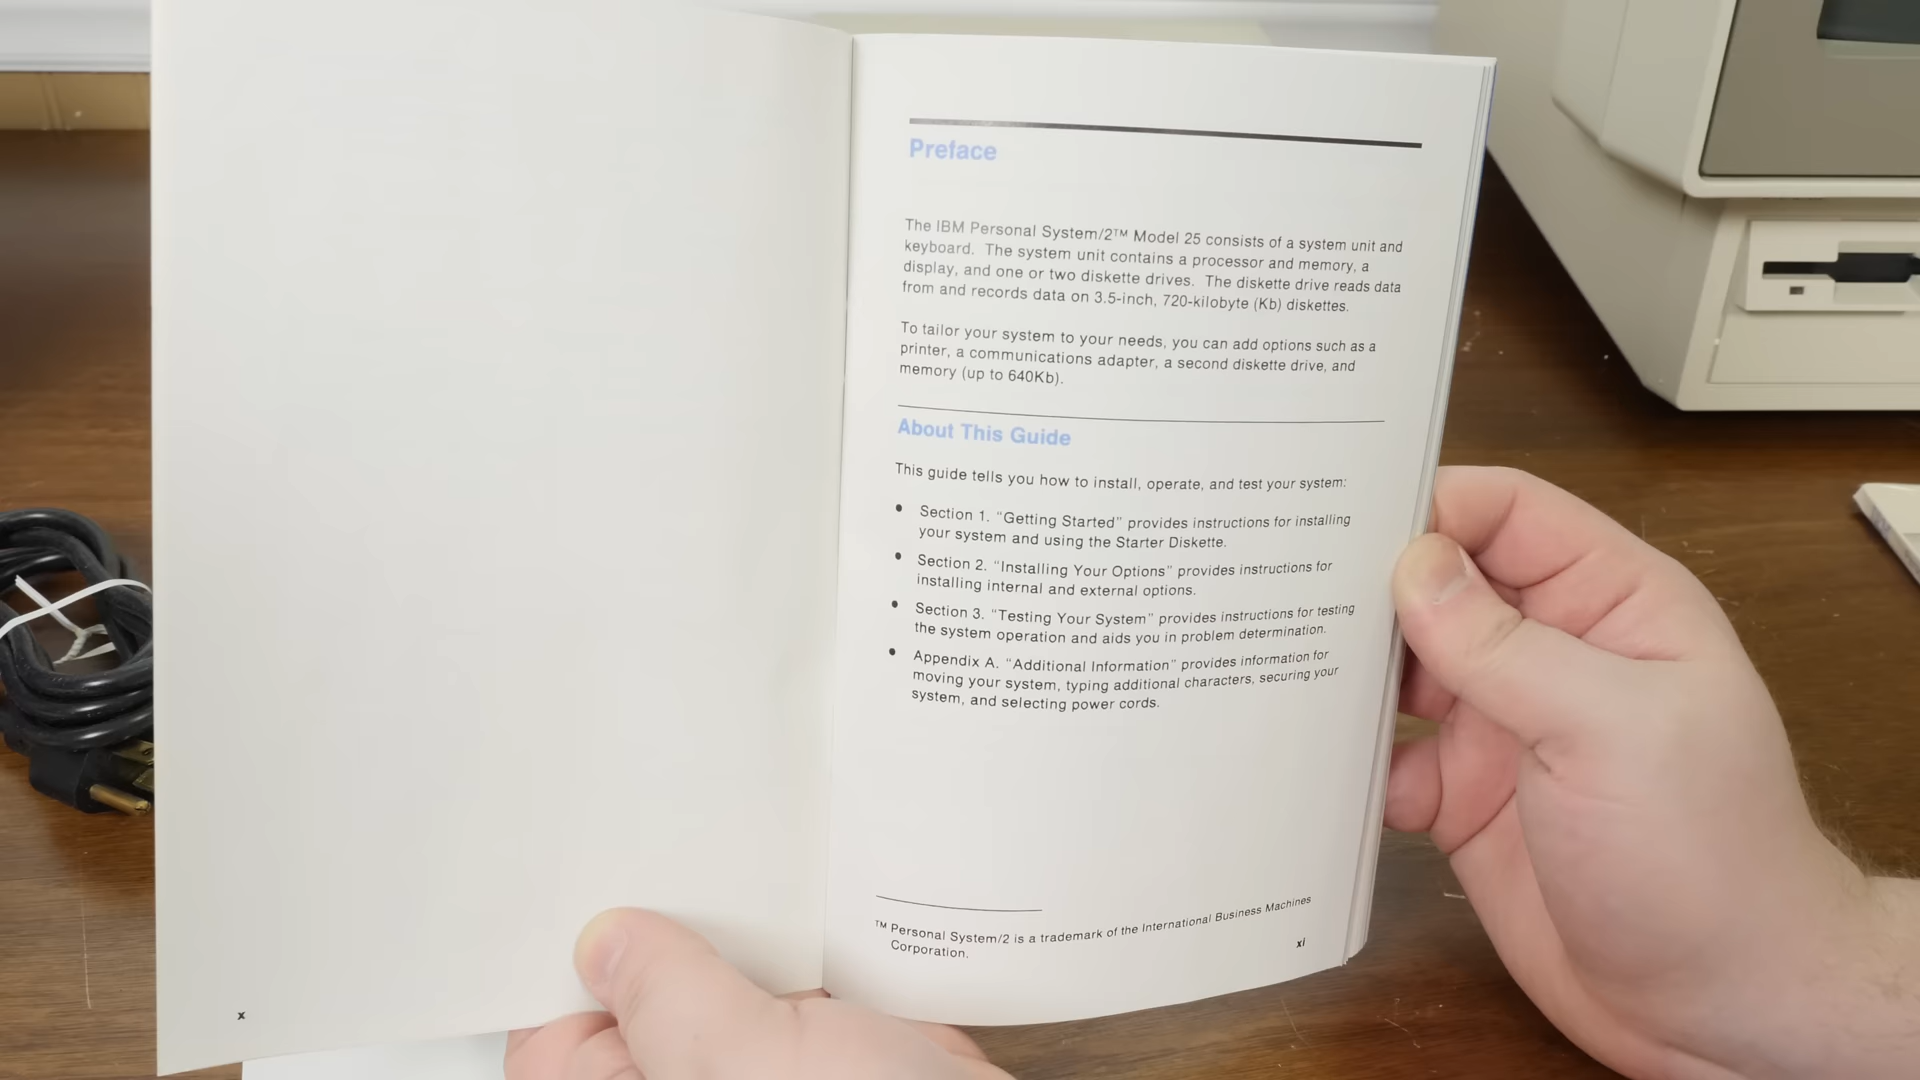 Preface
The IBM Personal System/2™ Model 25 consists of a system unit and
keyboard. The system unit contains a processor and memory, a
display, and one or two diskette drives. The diskette drive reads data
from and records data on 3.5-inch, 720-kilobyte (Kb) diskettes.
To tailor your system to your needs, you can add options such as a
printer, a communications adapter, a second diskette drive, and
memory (up to 640Kb).
About This Guide
This guide tells you how to install, operate, and test your system:
• Section 1. “Getting Started” provides instructions for installing
your system and using the Starter Diskette.
• Section 2. “Installing Your Options” provides instructions for
installing internal and external options.
• Section 3. “Testing Your System” provides instructions for testing
the system operation and aids you in problem determination.
• Appendix A. “Additional Information” provides information for
moving your system, typing additional characters, securing your
system, and selecting power cords.
™ Personal System/2 is a trademark of the International Business Machines
Corporation.
x
xi